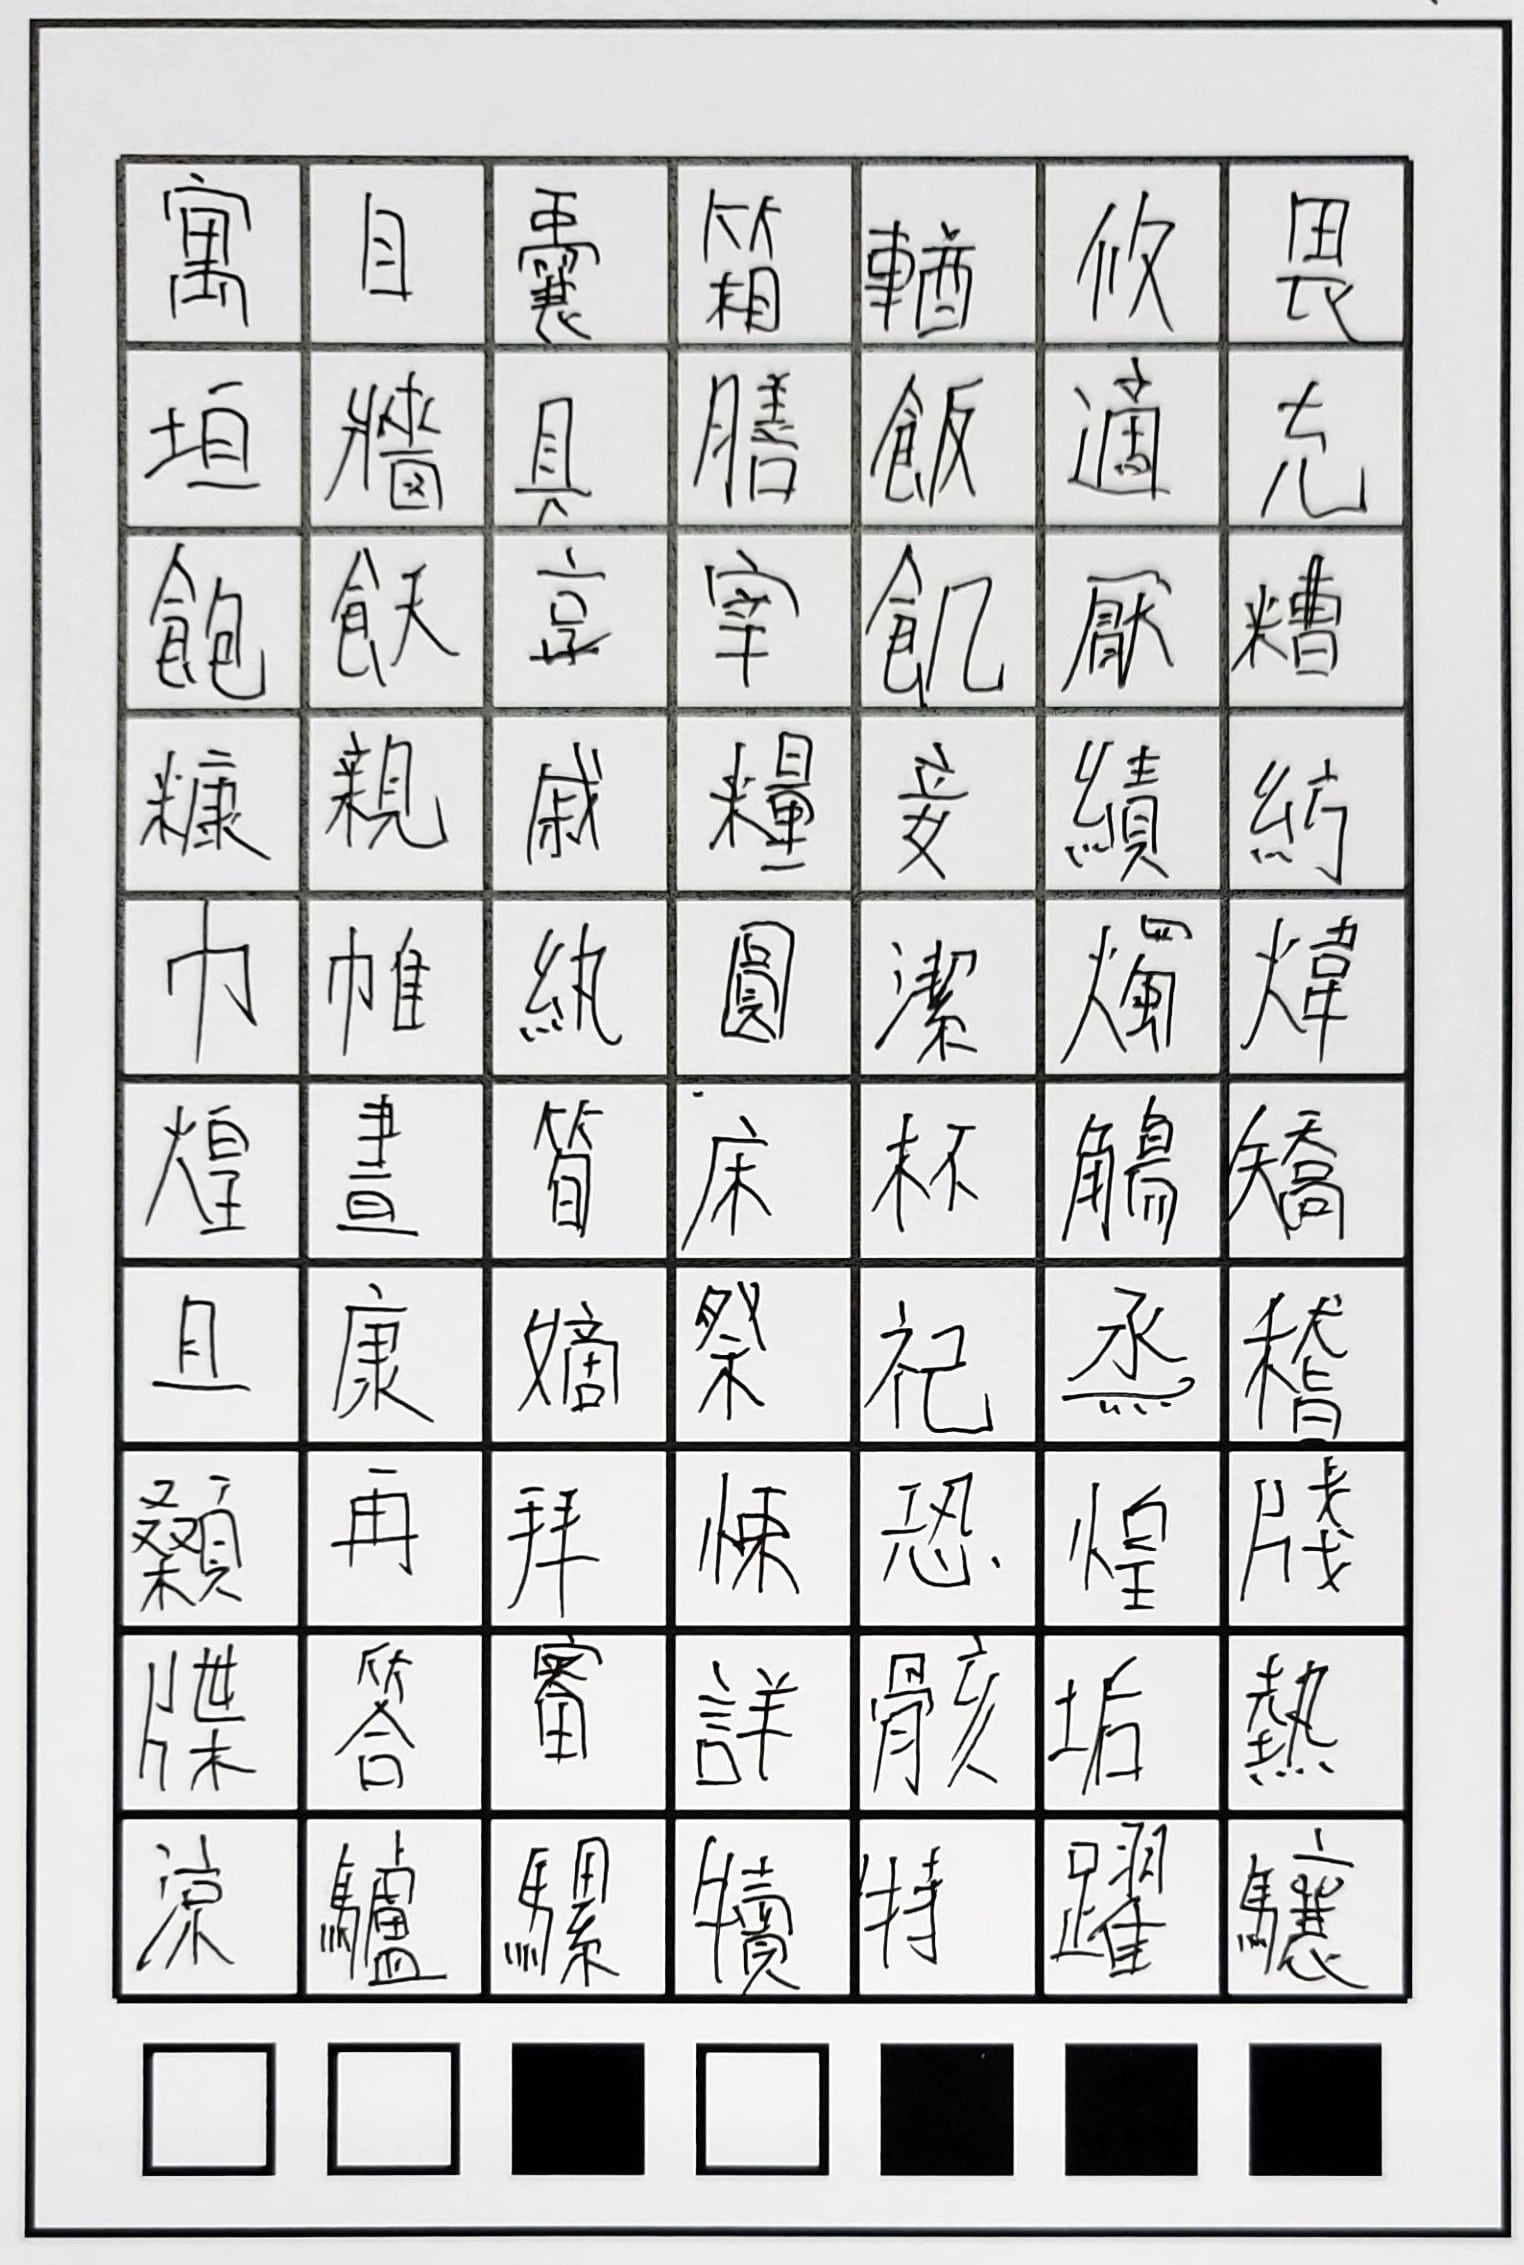 寓目囊箱輶攸畏
垣牆具膳飯適充
飽飫享宰飢厭糟
糠親戚糧妾績紡
巾帷紈圓潔燭煒
煌晝筍床杯觴矯
且康嫡祭祀烝稽
顙再拜悚恐惶牋
牒答審詳骸垢熱
涼驢騾犢特躍驤